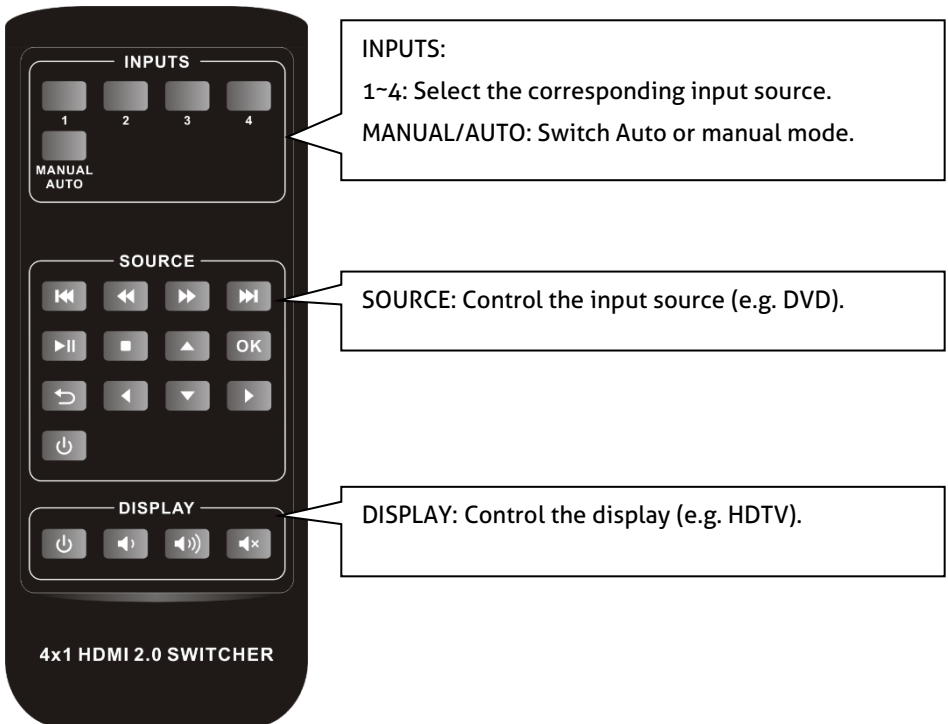 INPUTS
1 2 3 4
MANUAL
AUTO
SOURCE
OK
DISPLAY
4x1 HDMI 2.0 SWITCHER
INPUTS:
1~4: Select the corresponding input source.
MANUAL/AUTO: Switch Auto or manual mode.
SOURCE: Control the input source (e.g. DVD).
DISPLAY: Control the display (e.g. HDTV).